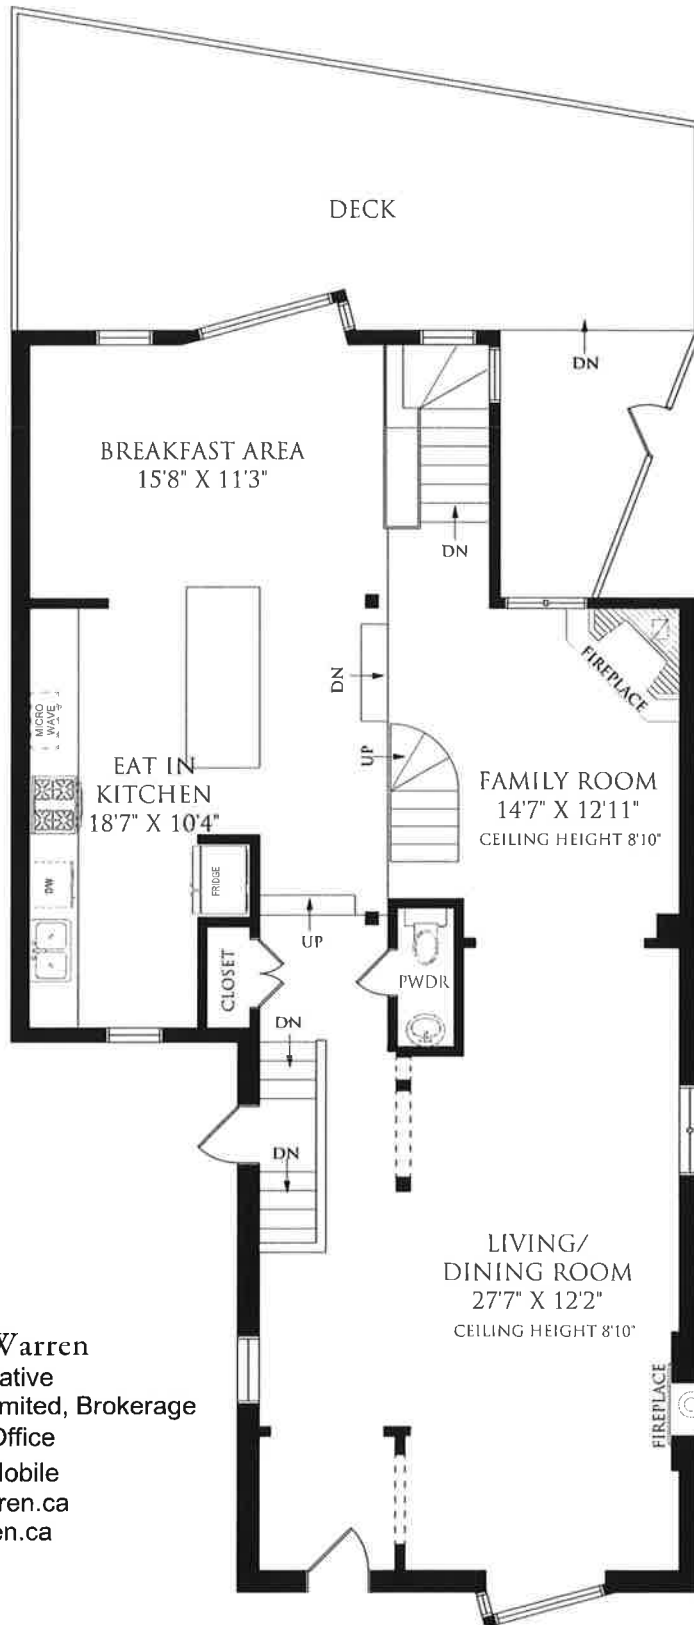 DECK
DN
BREAKFAST AREA
15'8" X 11'3"
DN
DN
FIREPLACE
MICRO
WAVE
UP
EAT IN
KITCHEN
18'7" X 10'4"
FAMILY ROOM
14'7" X 12'11"
CEILING HEIGHT 8'10"
DW
FRIDGE
UP
CLOSET
PWDR
DN
DN
LIVING/
DINING ROOM
27'7" X 12'2"
CEILING HEIGHT 8'10"
FIREPLACE
Warren
ative
mited, Brokerage
Office
Mobile
ren.ca
en.ca